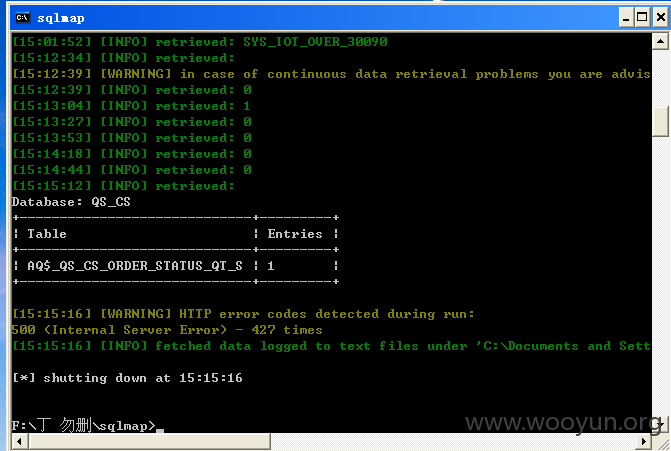 sqlmap
[15:01:52] [INFO] retrieved: SYS_IOT_OVER_30090
[15:12:34] [INFO] retrieved:
[15:12:39] [WARNING] in case of continuous data retrieval problems you are advis
[15:12:39] [INFO] retrieved: 0
[15:13:04] [INFO] retrieved: 1
[15:13:27] [INFO] retrieved: 0
[15:13:53] [INFO] retrieved: 0
[15:14:18] [INFO] retrieved: 0
[15:14:44] [INFO] retrieved: 0
[15:15:12] [INFO] retrieved:
Database: QS_CS
+-----------------------------+---------+
| Table | Entries |
+-----------------------------+---------+
| AQ$_QS_CS_ORDER_STATUS_QT_S | 1 |
+-----------------------------+---------+
[15:15:16] [WARNING] HTTP error codes detected during run:
500 (Internal Server Error) - 427 times
[15:15:16] [INFO] fetched data logged to text files under 'C:\Documents and Sett
[*] shutting down at 15:15:16
F:\丁 勿删\sqlmap>_
www.wooyun.org